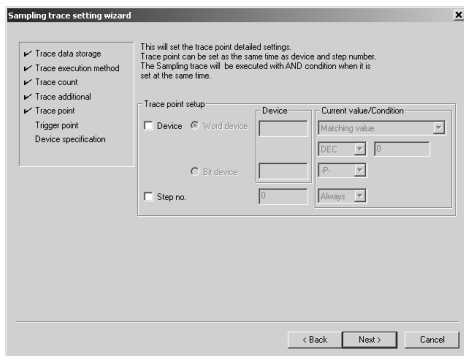 Sampling trace setting wizard
Trace data storage
Trace execution method
Trace count
Trace additional
Trace point
Trigger point
Device specification
This will set the trace point detailed settings.
Trace point can be set as the same time as device and step number.
The Sampling trace will be executed with AND condition when it is
set at the same time.
Trace point setup
Device
Current value/Condition
Device
Word device
Matching value
DEC
0
Bit device
-P-
Step no.
0
Always
< Back
Next >
Cancel